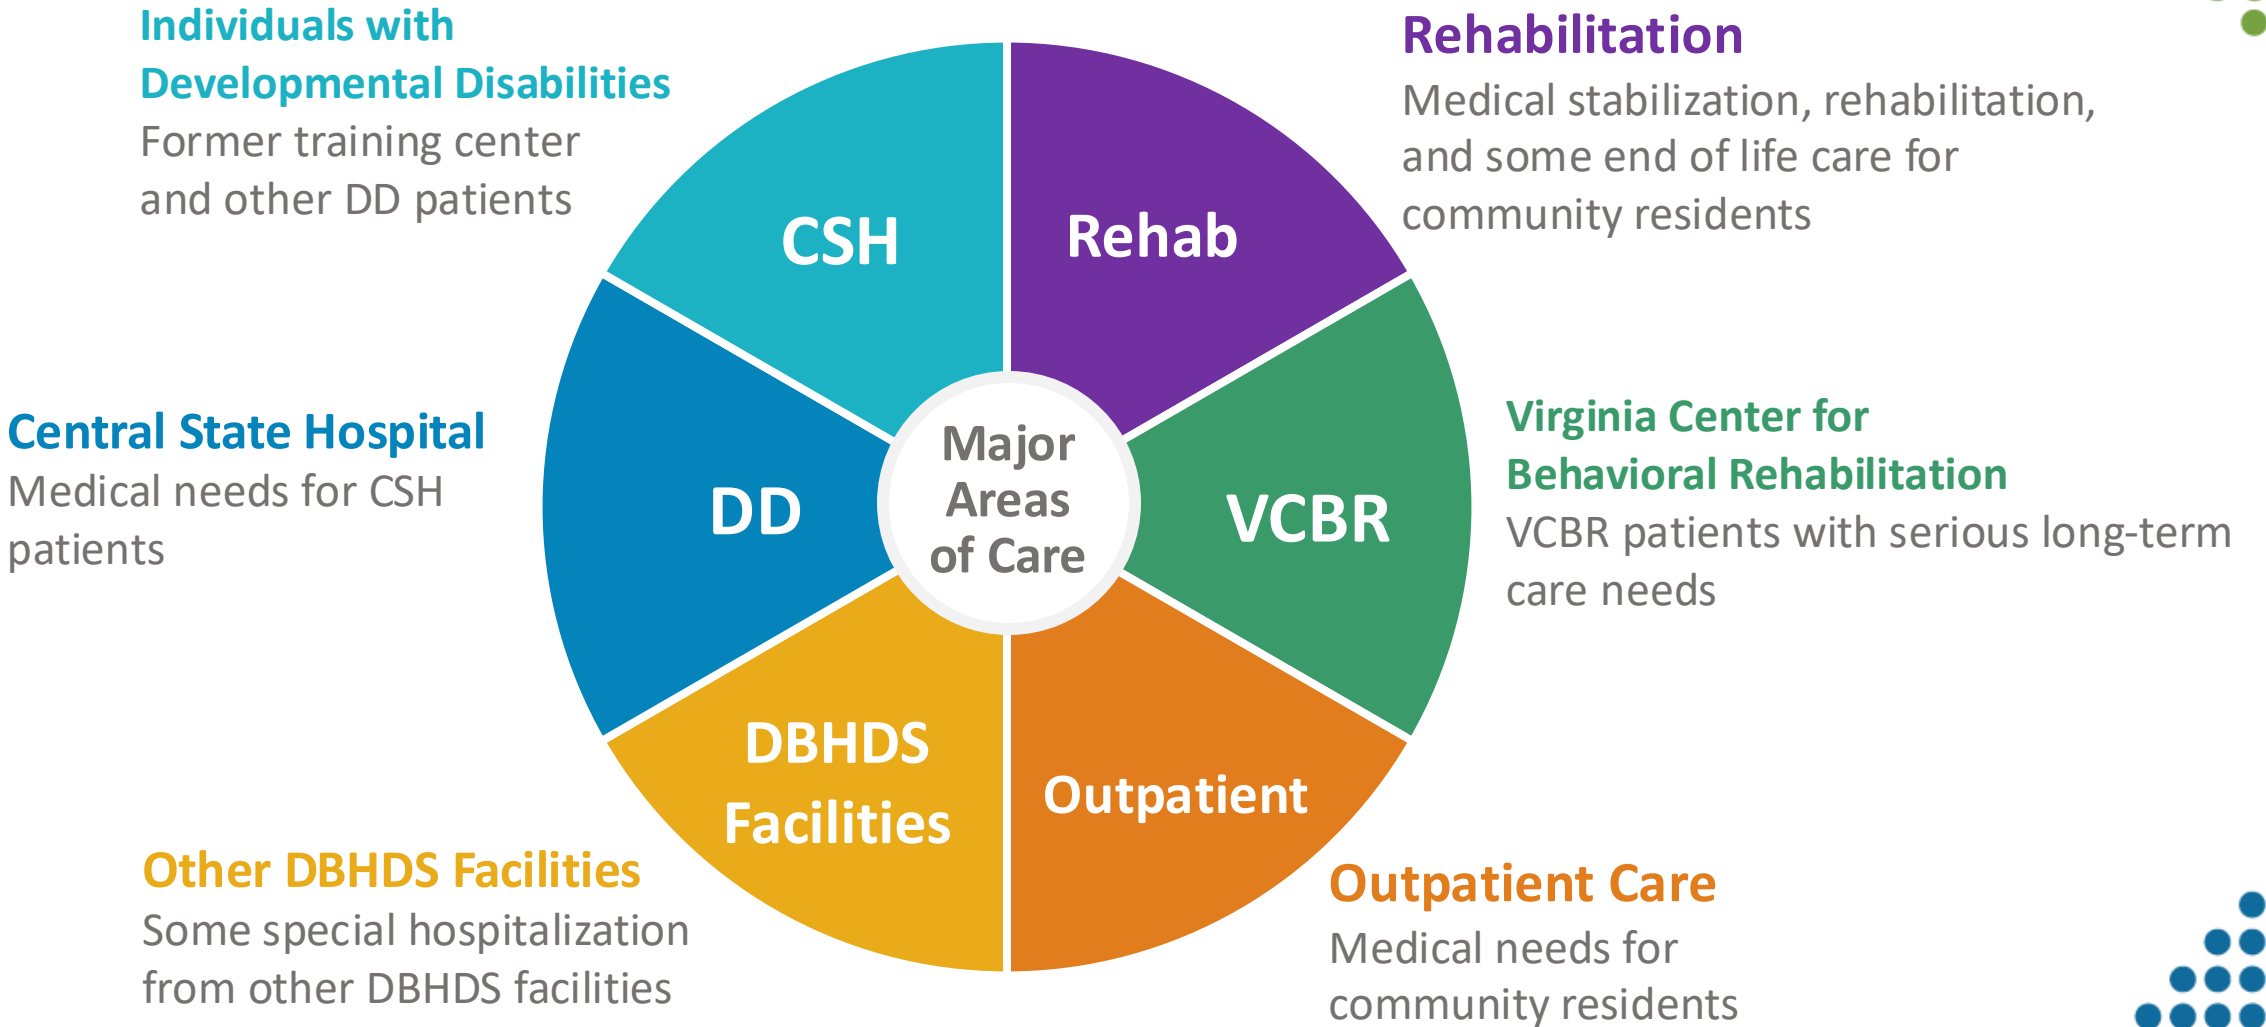 Individuals with
Developmental Disabilities
Former training center
and other DD patients
Rehabilitation
Medical stabilization, rehabilitation,
and some end of life care for
community residents
CSH
Rehab
Central State Hospital
Medical needs for CSH
patients
DD
Major
Areas
of Care
VCBR
Virginia Center for
Behavioral Rehabilitation
VCBR patients with serious long-term
care needs
DBHDS
Facilities
Outpatient
Other DBHDS Facilities
Some special hospitalization
from other DBHDS facilities
Outpatient Care
Medical needs for
community residents